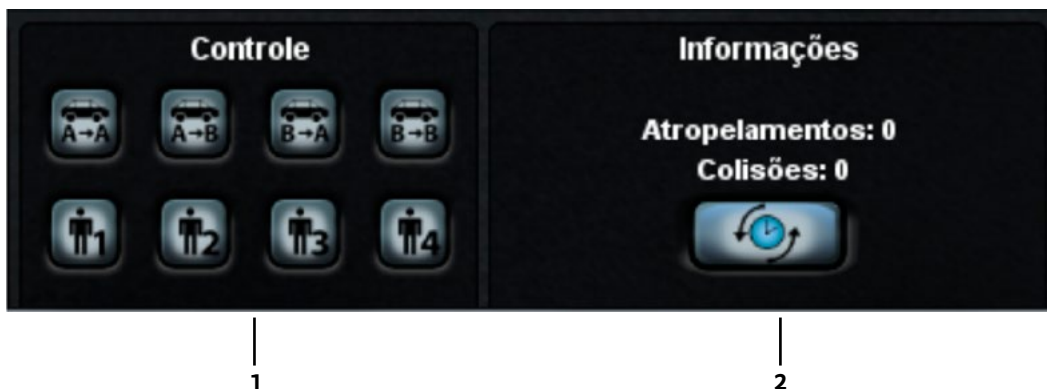 Controle
A→A
A→B
B→A
B→B
1
2
3
4
Informações
Atropelamentos: 0
Colisões: 0
1
2